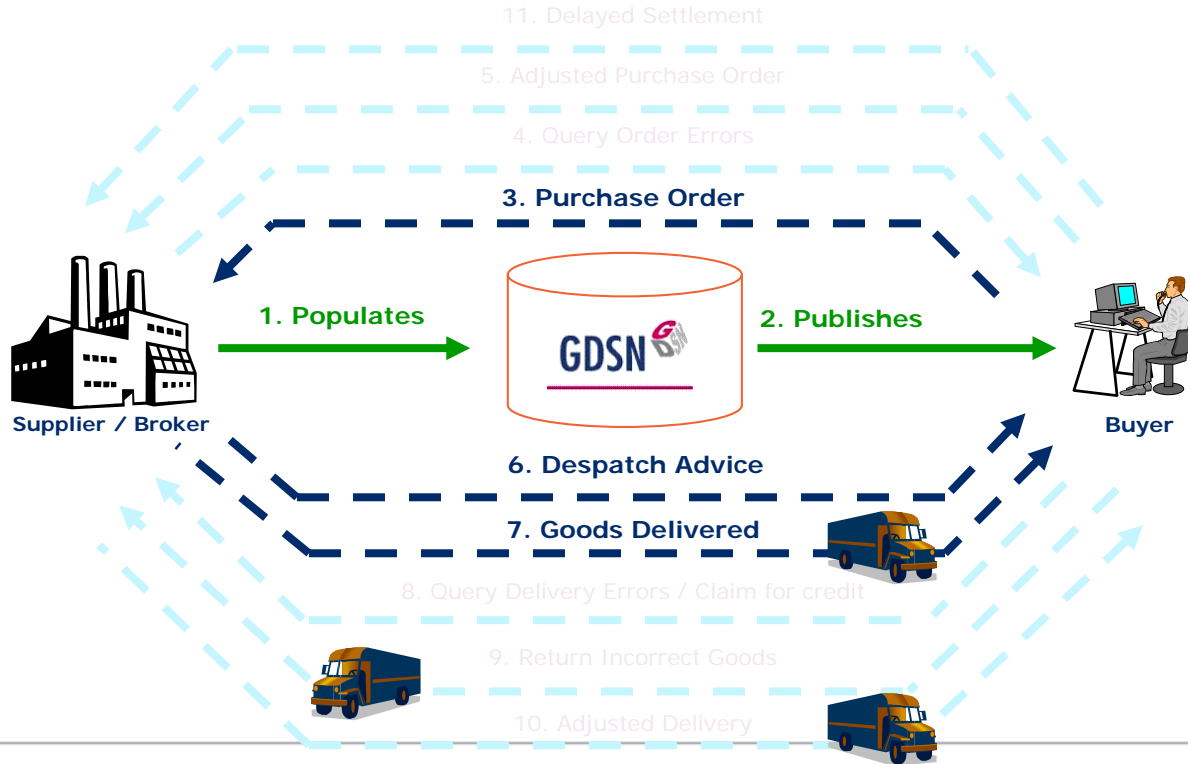 11. Delayed Settlement
5. Adjusted Purchase Order
4. Query Order Errors
3. Purchase Order
1. Populates
2. Publishes
GDSN
GDSN
Supplier / Broker
Buyer
6. Despatch Advice
7. Goods Delivered
8. Query Delivery Errors / Claim for credit
9. Return Incorrect Goods
10. Adjusted Delivery